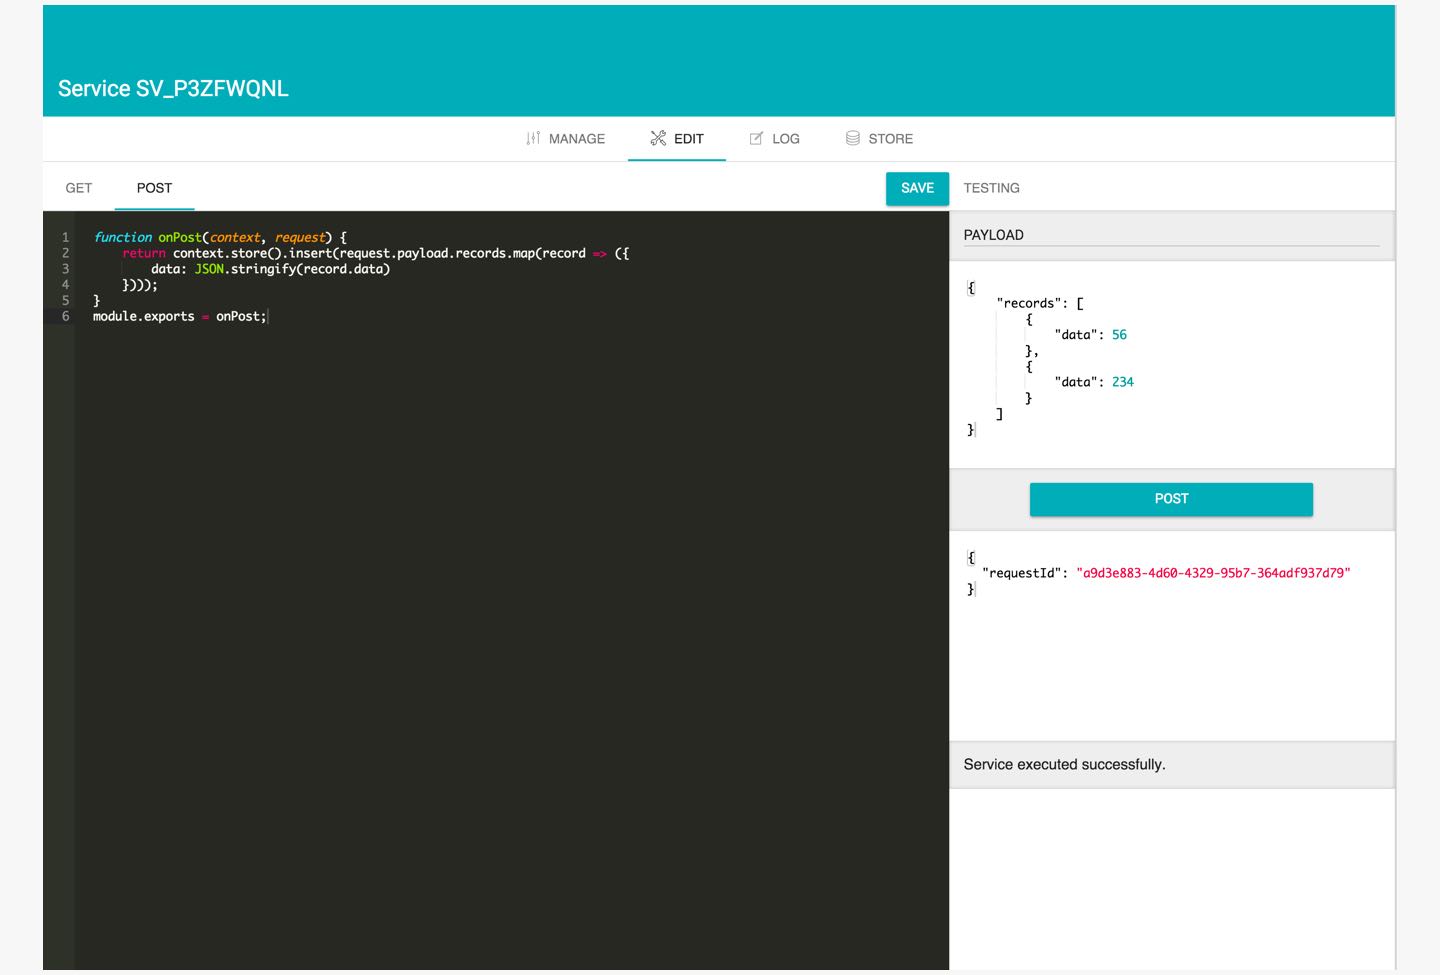 Service SV_P3ZFWQNL
MANAGE EDIT LOG STORE
GET POST SAVE TESTING
1 function onPost(context, request) {
2 return context.store().insert(request.payload.records.map(record => ({
3 data: JSON.stringify(record.data)
4 })));
5 }
6 module.exports = onPost;
PAYLOAD
{
"records": [
{
"data": 56
},
{
"data": 234
}
]
}
POST
{
"requestId": "a9d3e883-4d60-4329-95b7-364adf937d79"
}
Service executed successfully.